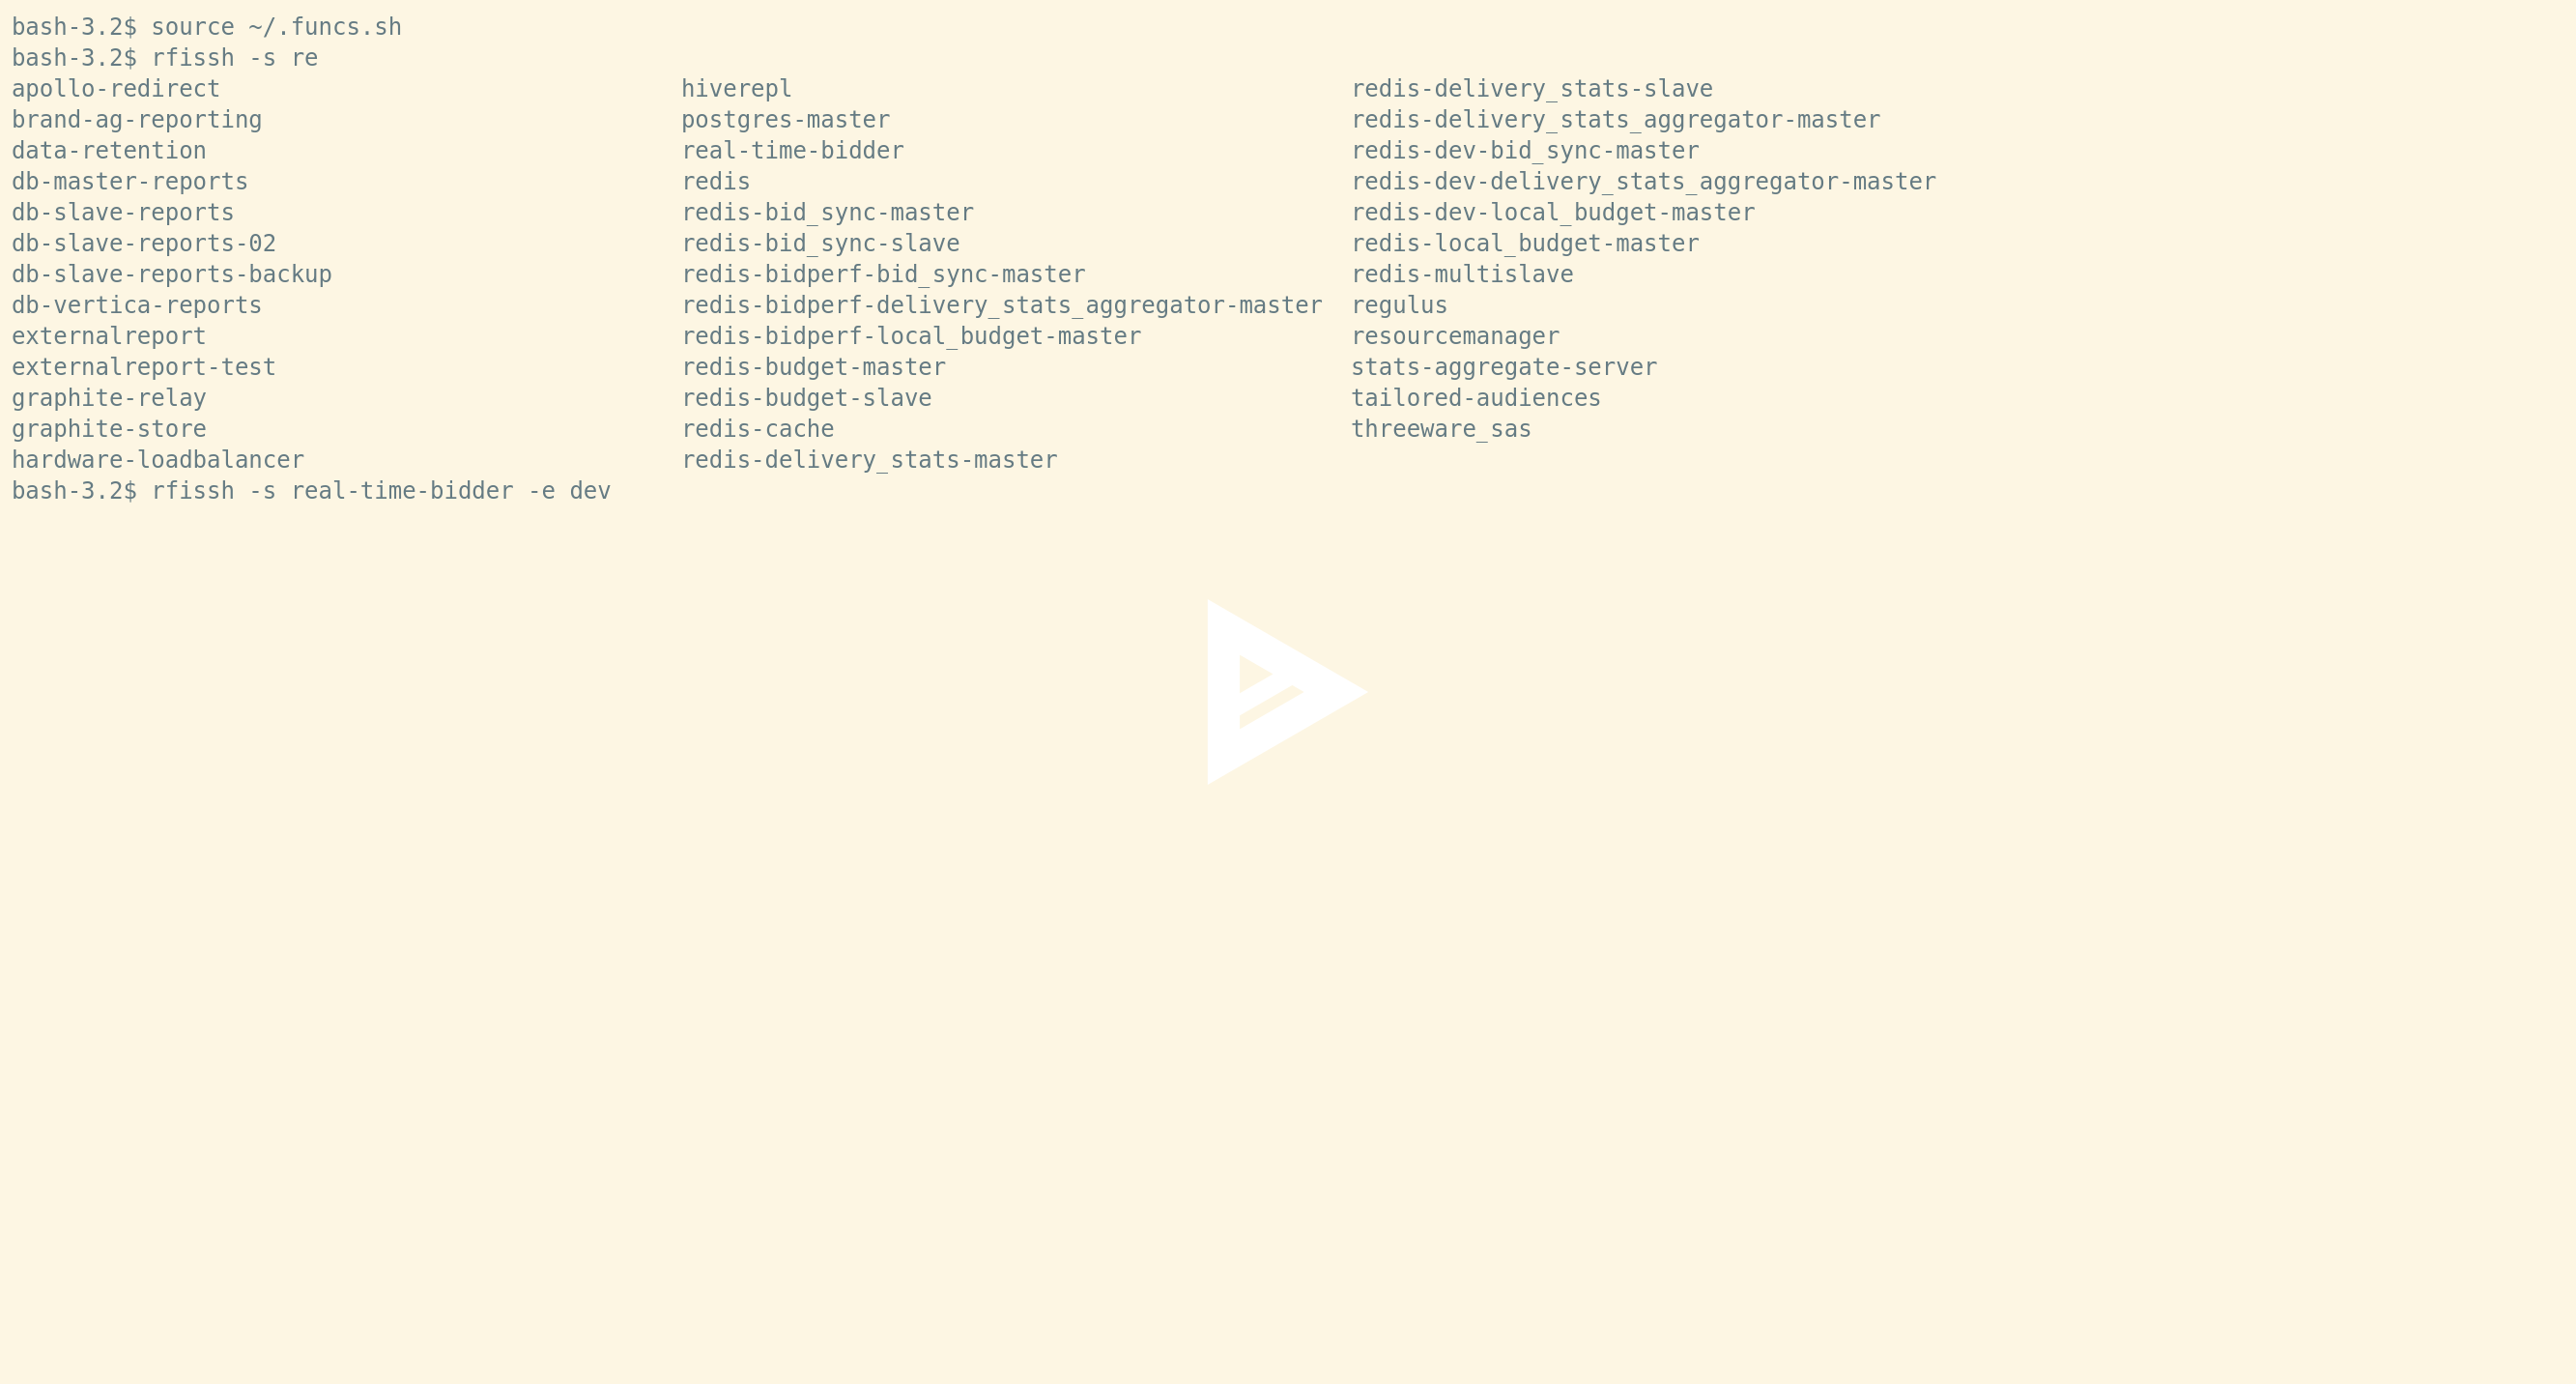 bash-3.2$ source ~/.funcs.sh
bash-3.2$ rfissh -s re
apollo-redirect                                 hiverepl                                        redis-delivery_stats-slave
brand-ag-reporting                              postgres-master                                 redis-delivery_stats_aggregator-master
data-retention                                  real-time-bidder                                redis-dev-bid_sync-master
db-master-reports                               redis                                           redis-dev-delivery_stats_aggregator-master
db-slave-reports                                redis-bid_sync-master                           redis-dev-local_budget-master
db-slave-reports-02                             redis-bid_sync-slave                            redis-local_budget-master
db-slave-reports-backup                         redis-bidperf-bid_sync-master                   redis-multislave
db-vertica-reports                              redis-bidperf-delivery_stats_aggregator-master  regulus
externalreport                                  redis-bidperf-local_budget-master               resourcemanager
externalreport-test                             redis-budget-master                             stats-aggregate-server
graphite-relay                                  redis-budget-slave                              tailored-audiences
graphite-store                                  redis-cache                                     threeware_sas
hardware-loadbalancer                           redis-delivery_stats-master
bash-3.2$ rfissh -s real-time-bidder -e dev